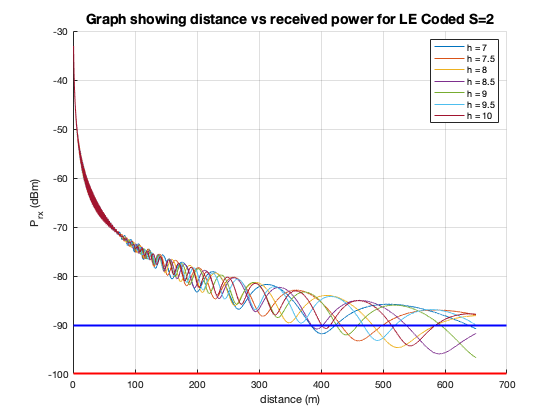 Graph showing distance vs received power for LE Coded S=2
-30
-40
-50
-60
-70
-80
-90
-100
P_rx (dBm)
h = 7
h = 7.5
h = 8
h = 8.5
h = 9
h = 9.5
h = 10
0
100
200
300
400
500
600
700
distance (m)